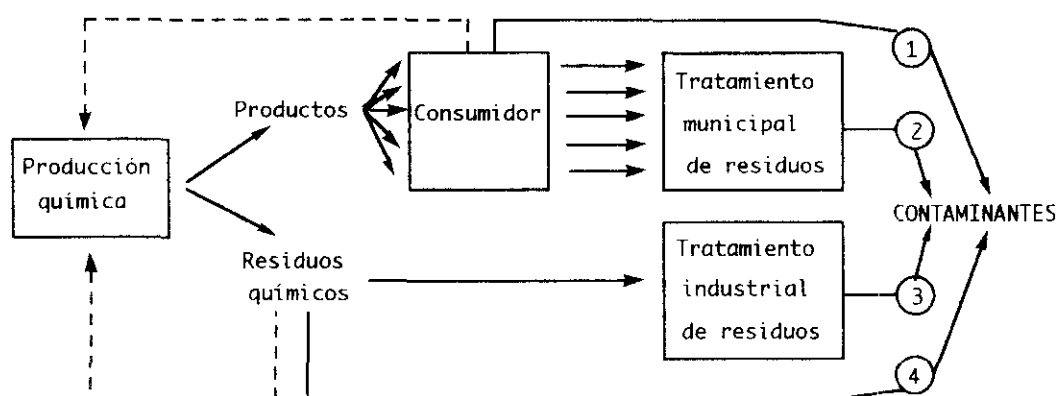 1
Productos
Consumidor
Tratamiento
municipal
de residuos
2
Producción
química
CONTAMINANTES
Residuos
químicos
Tratamiento
industrial
de residuos
3
4